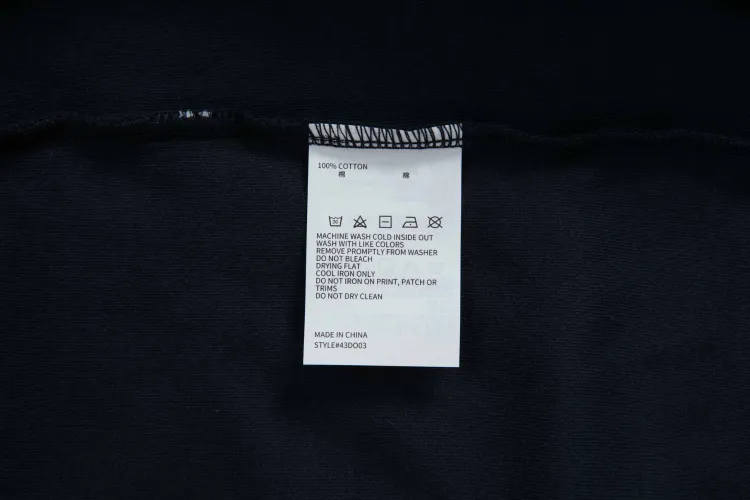 100% COTTON
棉 棉
30
MACHINE WASH COLD INSIDE OUT
WASH WITH LIKE COLORS
REMOVE PROMPTLY FROM WASHER
DO NOT BLEACH
DRYING FLAT
COOL IRON ONLY
DO NOT IRON ON PRINT, PATCH OR
TRIMS
DO NOT DRY CLEAN
MADE IN CHINA
STYLE#43DO03